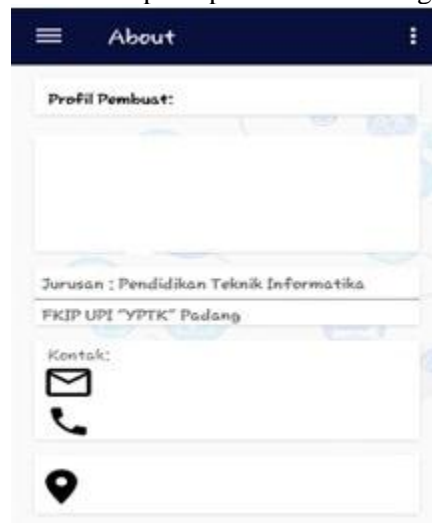 About
Profil Pembuat:
Jurusan : Pendidikan Teknik Informatika
FKIP UPI "YPTK" Padang
Kontak: